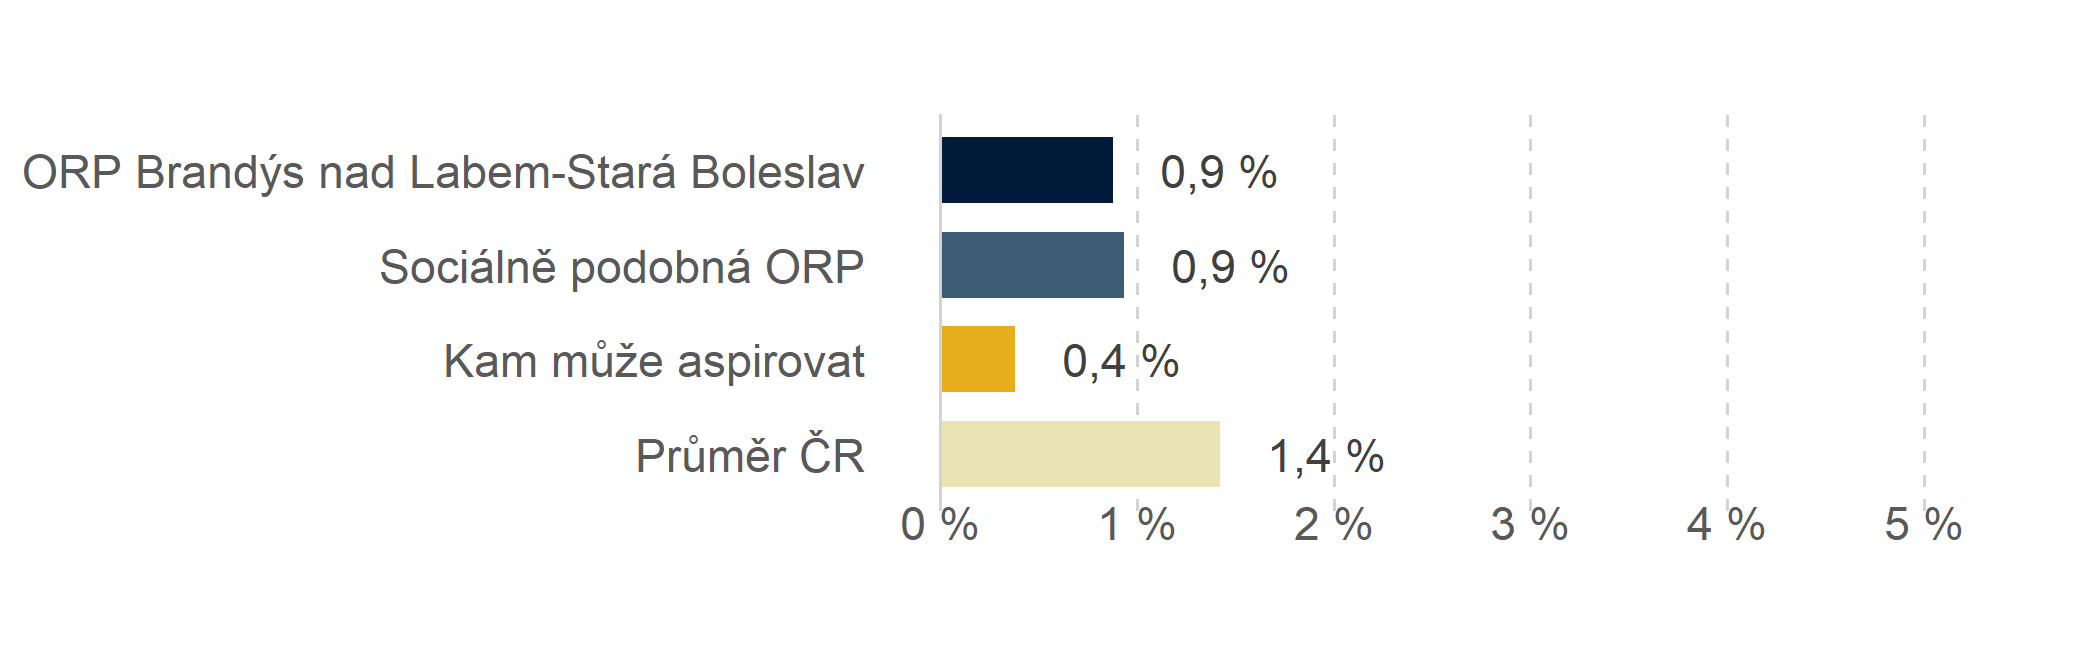 ORP Brandýs nad Labem-Stará Boleslav 0,9 %
Sociálně podobná ORP 0,9 %
Kam může aspirovat 0,4 %
Průměr ČR 1,4 %
0 % 1 % 2 % 3 % 4 % 5 %